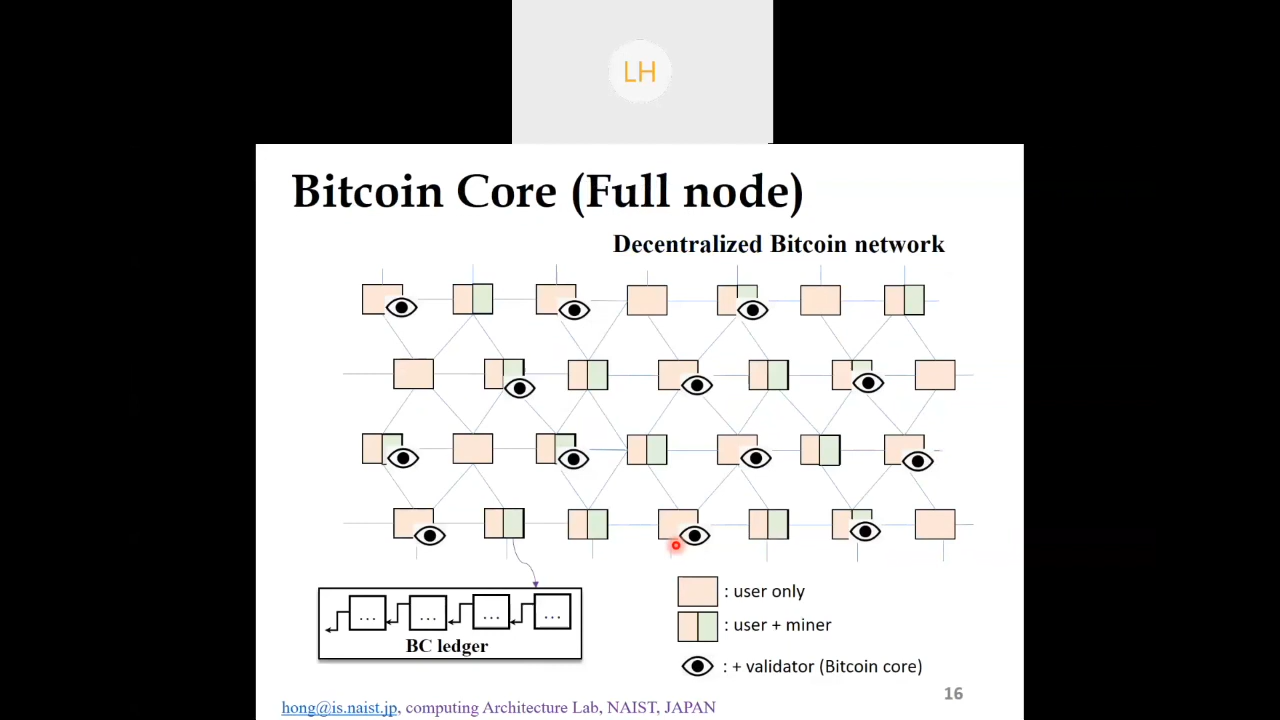 LH
Bitcoin Core (Full node)
Decentralized Bitcoin network
: user only
: user + miner
: + validator (Bitcoin core)
... ... ... ...
BC ledger
16
hong@is.naist.jp, computing Architecture Lab, NAIST, JAPAN